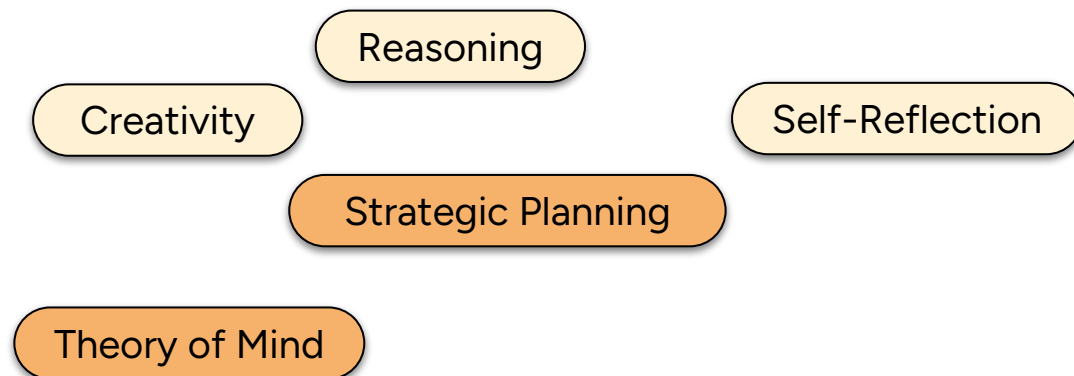 Reasoning
Creativity
Self-Reflection
Strategic Planning
Theory of Mind